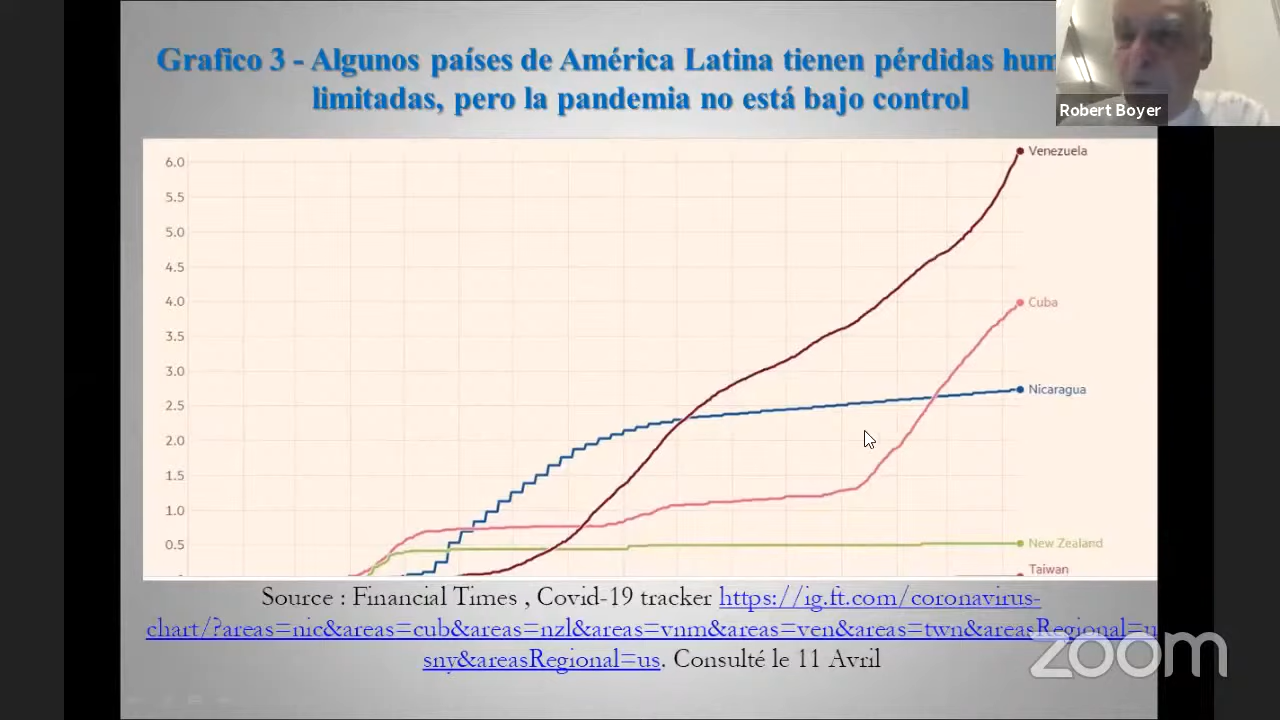 Grafico 3 - Algunos países de América Latina tienen pérdidas
limitadas, pero la pandemia no está bajo control
Robert Boyer
6.0
5.5
5.0
4.5
4.0
3.5
3.0
2.5
2.0
1.5
1.0
0.5
Venezuela
Cuba
Nicaragua
New Zealand
Taiwan
Source : Financial Times , Covid-19 tracker https://ig.ft.com/coronavirus-
chart/?areas=nic&areas=cub&areas=nzl&areas=vnm&areas=ven&areas=twn&areasRegional=u
sny&areasRegional=us. Consulté le 11 Avril
zoom